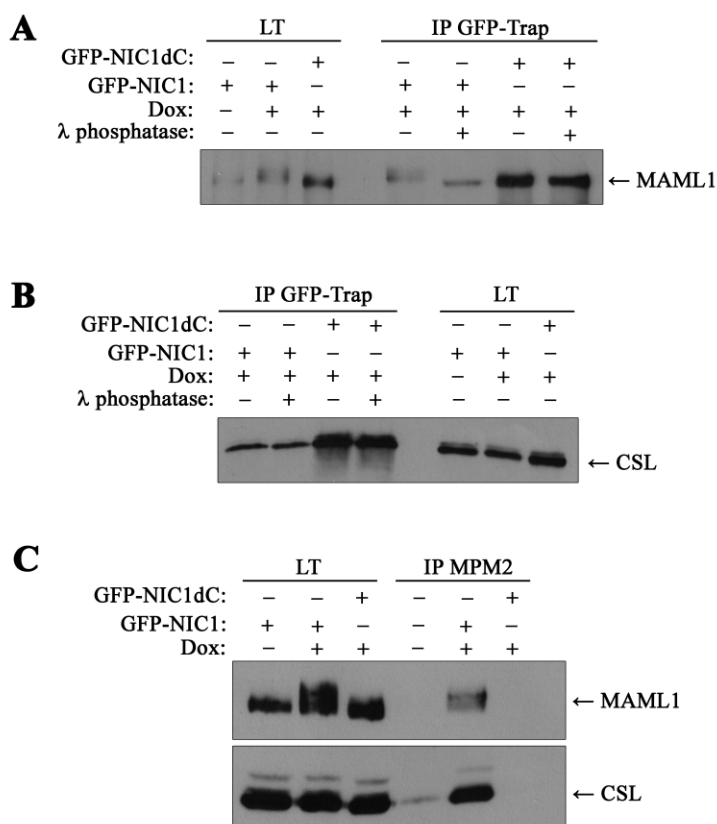 A
LT IP GFP-Trap
GFP-NIC1dC: – – + – – + +
GFP-NIC1: + + – + + – –
Dox: – + + + + + +
λ phosphatase: – – – – + – +
← MAML1
B
IP GFP-Trap LT
GFP-NIC1dC: – – + + – – +
GFP-NIC1: + + – – + + –
Dox: + + + + – + +
λ phosphatase: – + – + – – –
← CSL
C
LT IP MPM2
GFP-NIC1dC: – – + – – +
GFP-NIC1: + + – – + –
Dox: – + + – + +
← MAML1
← CSL